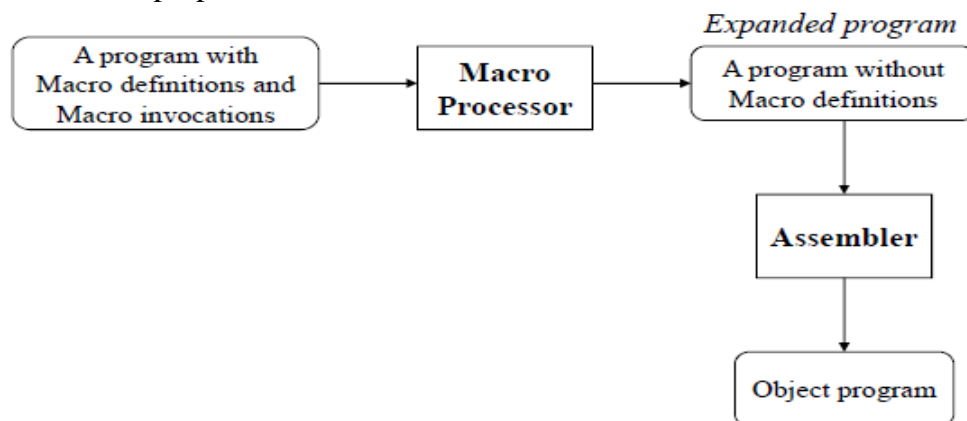 Expanded program
A program with
Macro definitions and
Macro invocations
Macro
Processor
A program without
Macro definitions
Assembler
Object program